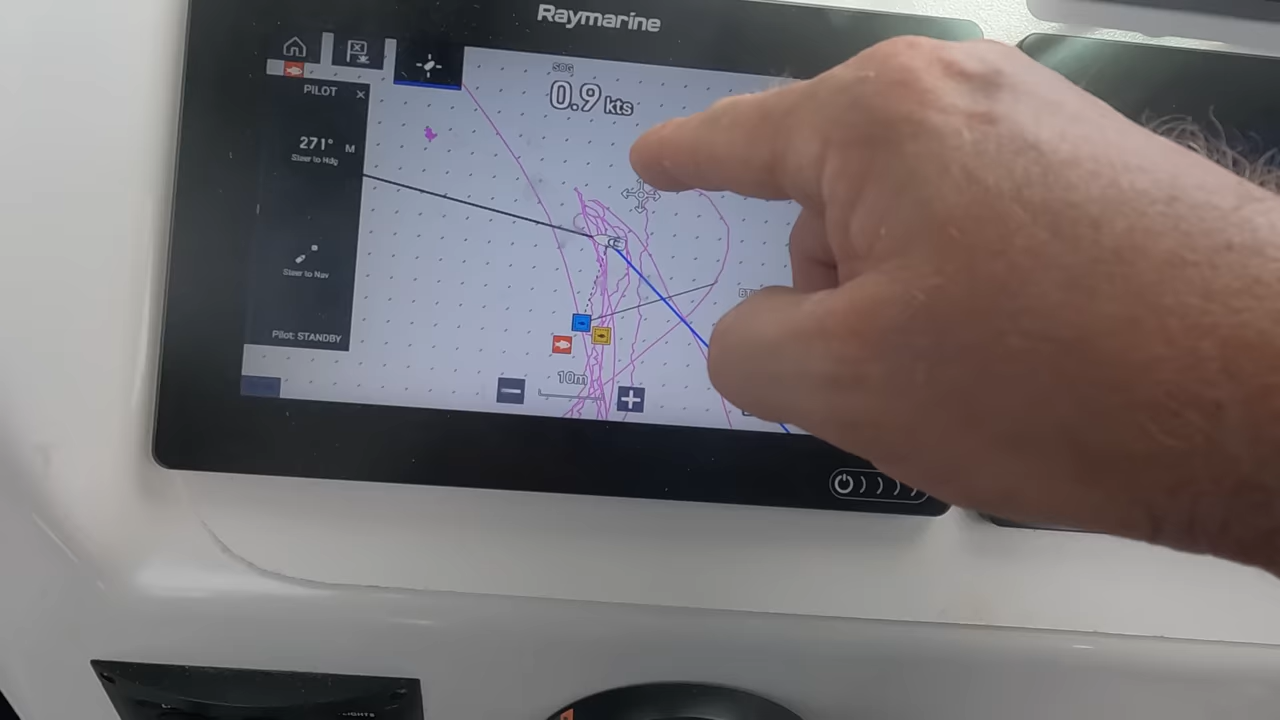 Raymarine
SOG
0.9 kts
PILOT
271° M
Steer to Hdg
Steer to Nav
Pilot: STANDBY
10m